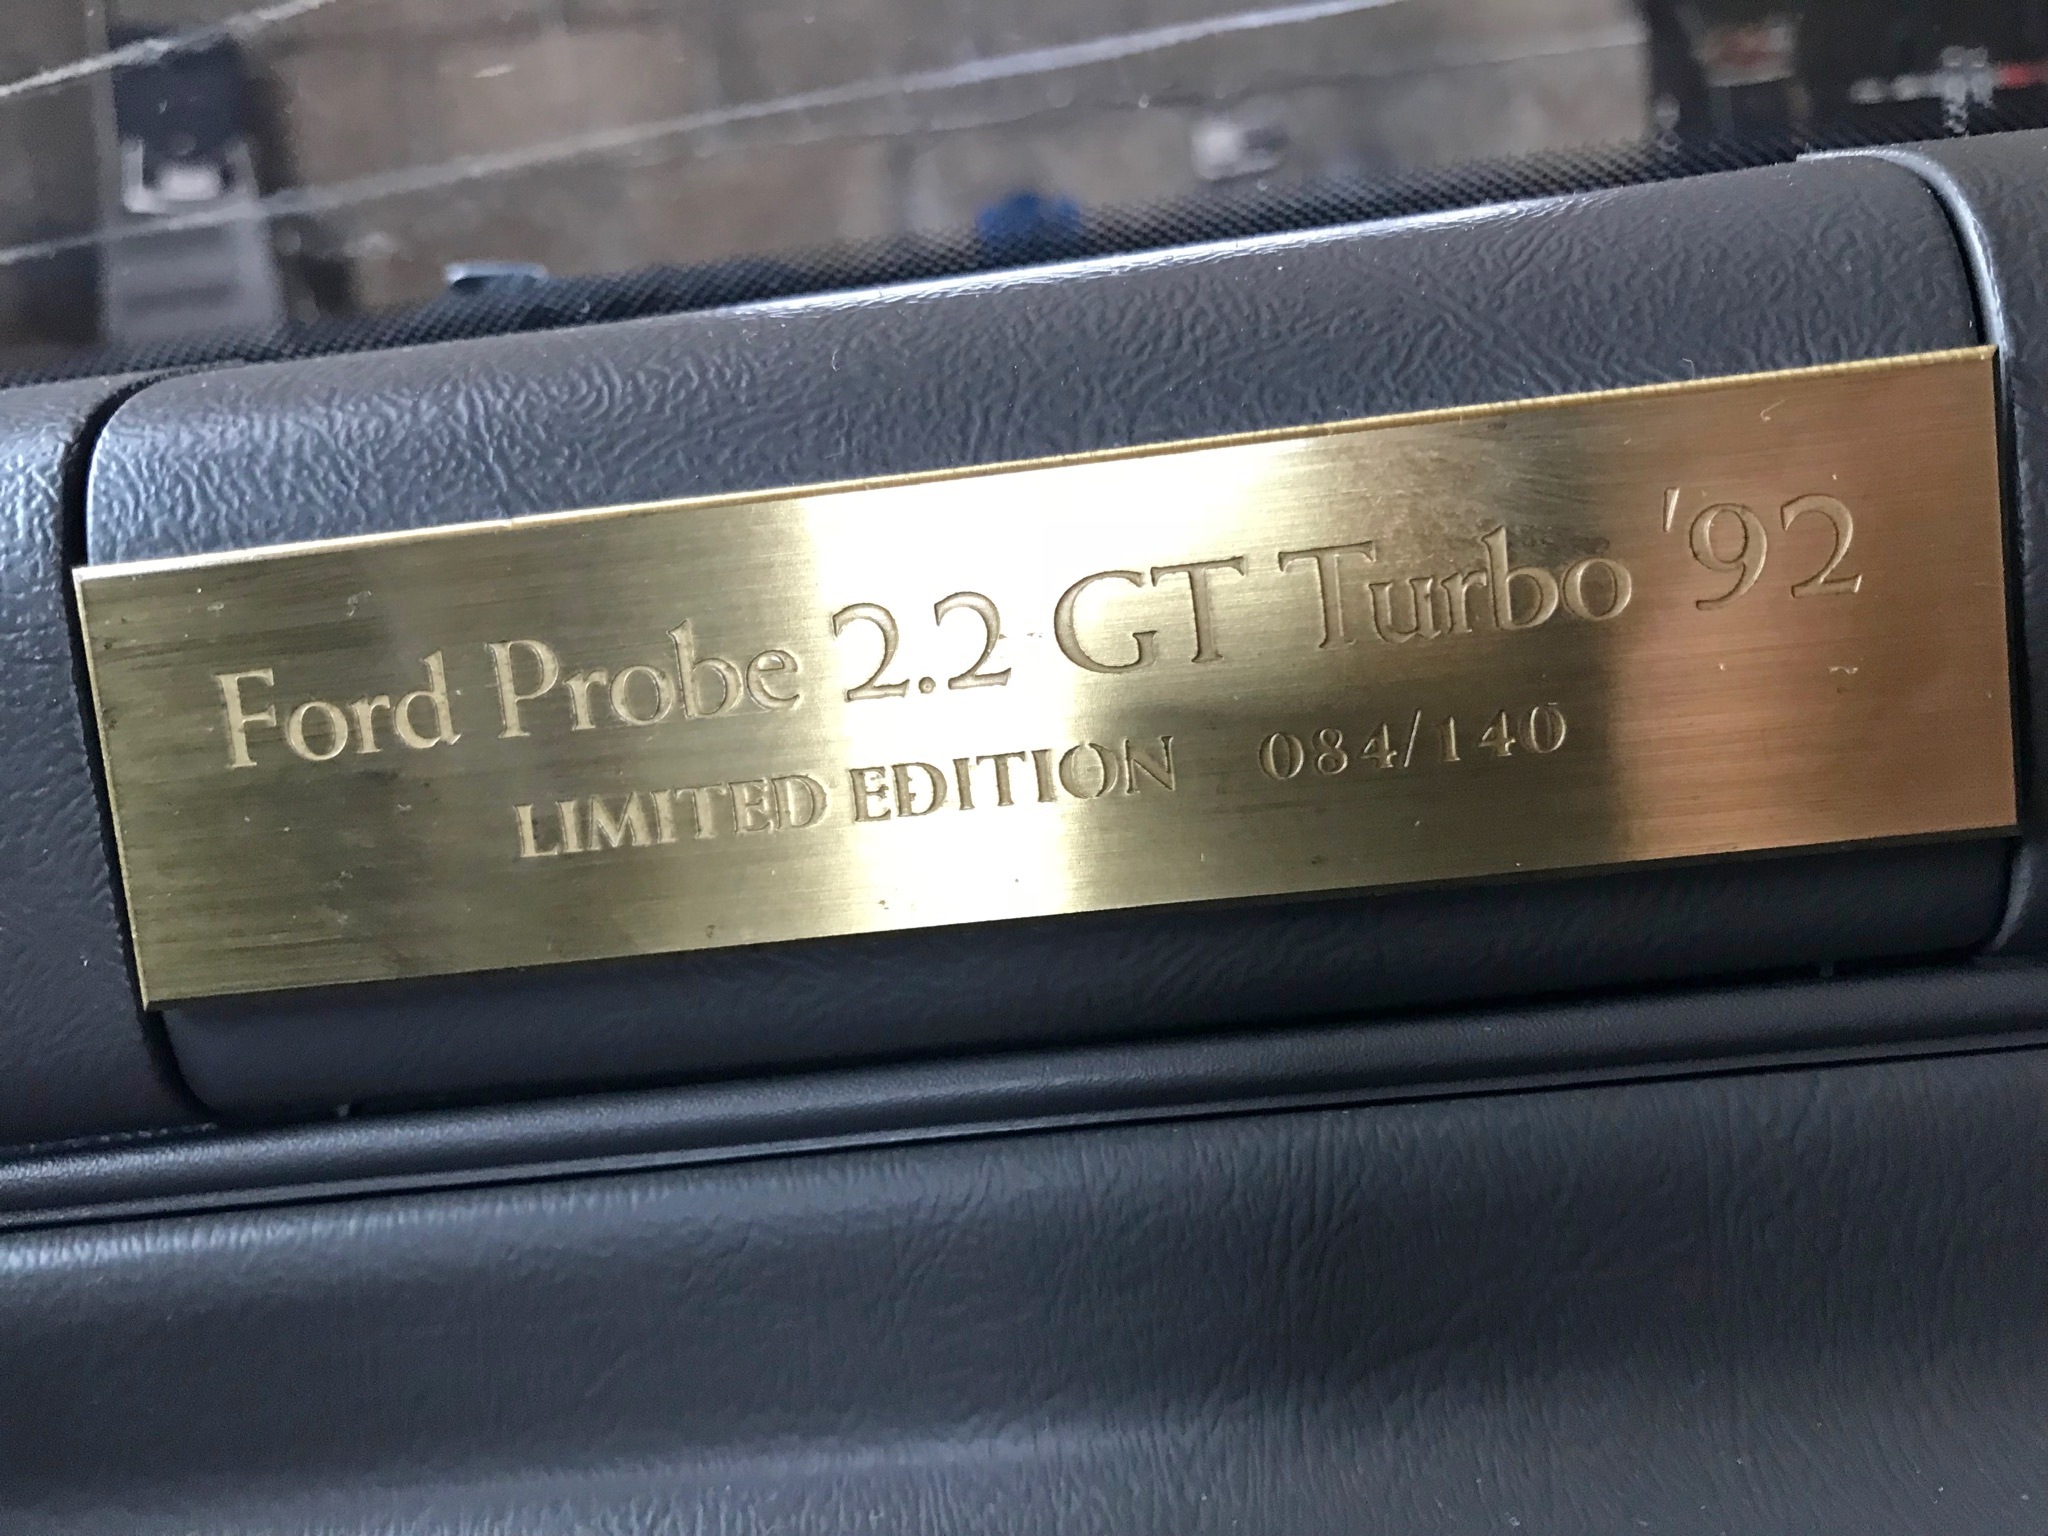 Ford Probe 2.2 GT Turbo '92
LIMITED EDITION 084/140